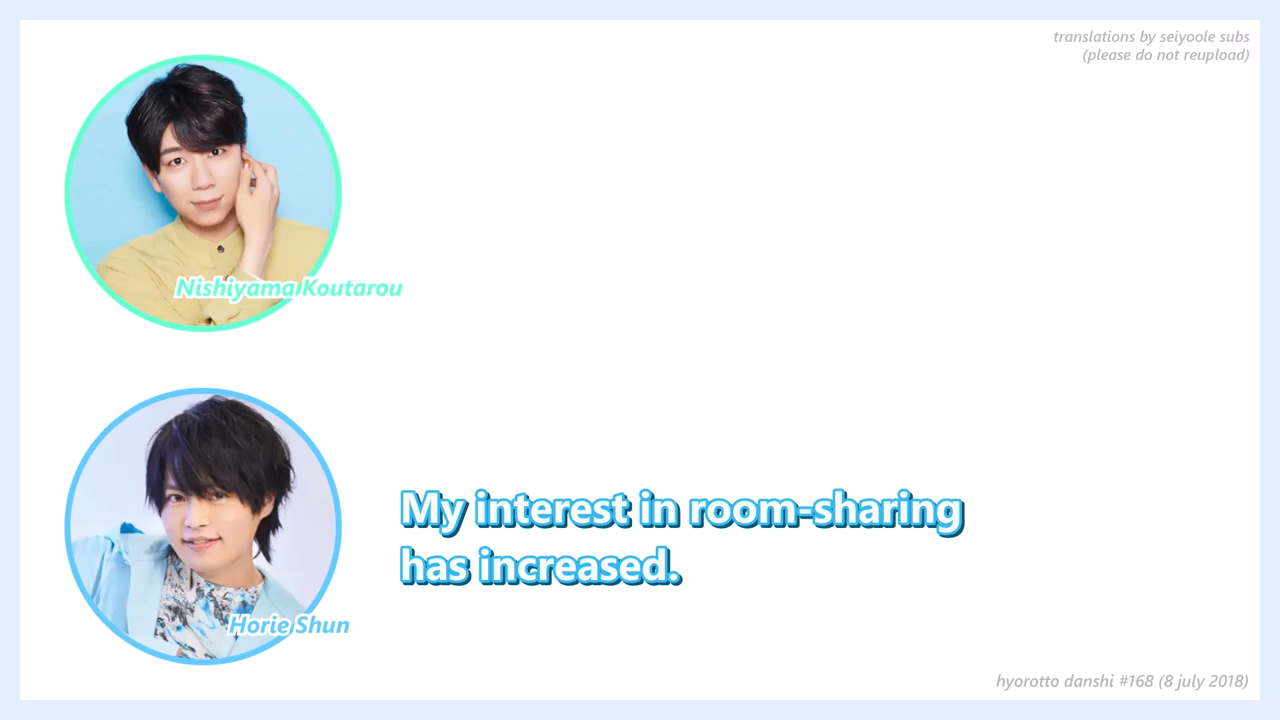 translations by seiyoole subs
(please do not reupload)
Nishiyama Koutarou
My interest in room-sharing
has increased.
Horie Shun
hyorotto danshi #168 (8 july 2018)